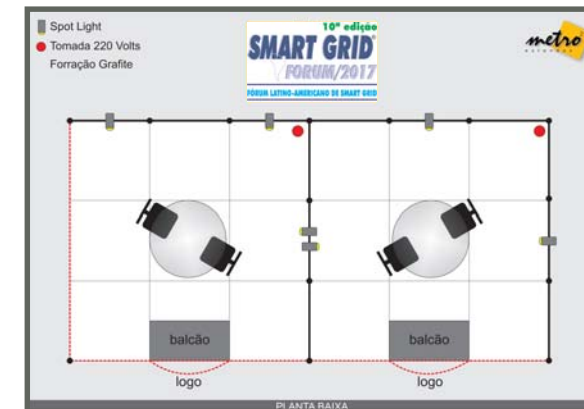 Spot Light
Tomada 220 Volts
Forração Grafite
10ª edição
SMART GRID®
FORUM/2017
FÓRUM LATINO-AMERICANO DE SMART GRID
metro
balcão
balcão
logo
logo
PLANTA BAIXA